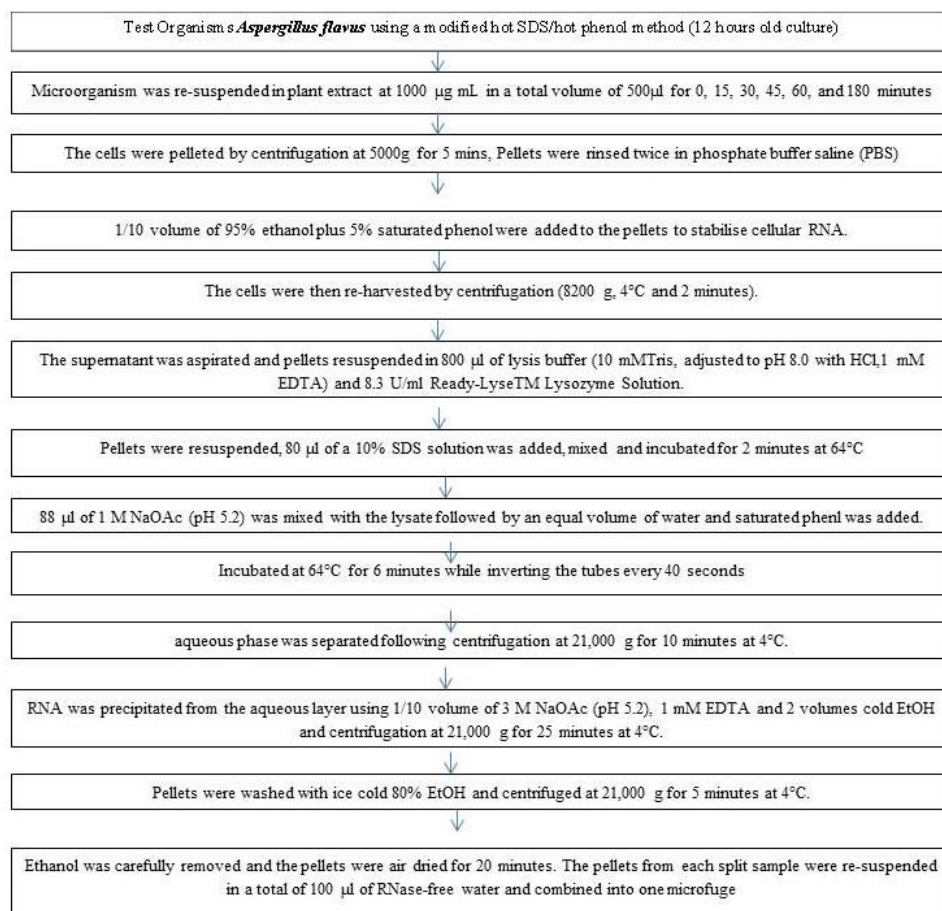 Test Organisms Aspergillus flavus using a modified hot SDS/hot phenol method (12 hours old culture)
Microorganism was re-suspended in plant extract at 1000 µg mL in a total volume of 500µl for 0, 15, 30, 45, 60, and 180 minutes
The cells were pelleted by centrifugation at 5000g for 5 mins, Pellets were rinsed twice in phosphate buffer saline (PBS)
1/10 volume of 95% ethanol plus 5% saturated phenol were added to the pellets to stabilise cellular RNA.
The cells were then re-harvested by centrifugation (8200 g, 4°C and 2 minutes).
The supernatant was aspirated and pellets resuspended in 800 µl of lysis buffer (10 mMTris, adjusted to pH 8.0 with HCl,1 mM
EDTA) and 8.3 U/ml Ready-LyseTM Lysozyme Solution.
Pellets were resuspended, 80 µl of a 10% SDS solution was added, mixed and incubated for 2 minutes at 64°C
88 µl of 1 M NaOAc (pH 5.2) was mixed with the lysate followed by an equal volume of water and saturated phenl was added.
Incubated at 64°C for 6 minutes while inverting the tubes every 40 seconds
aqueous phase was separated following centrifugation at 21,000 g for 10 minutes at 4°C.
RNA was precipitated from the aqueous layer using 1/10 volume of 3 M NaOAc (pH 5.2), 1 mM EDTA and 2 volumes cold EtOH
and centrifugation at 21,000 g for 25 minutes at 4°C.
Pellets were washed with ice cold 80% EtOH and centrifuged at 21,000 g for 5 minutes at 4°C.
Ethanol was carefully removed and the pellets were air dried for 20 minutes. The pellets from each split sample were re-suspended
in a total of 100 µl of RNase-free water and combined into one microfuge